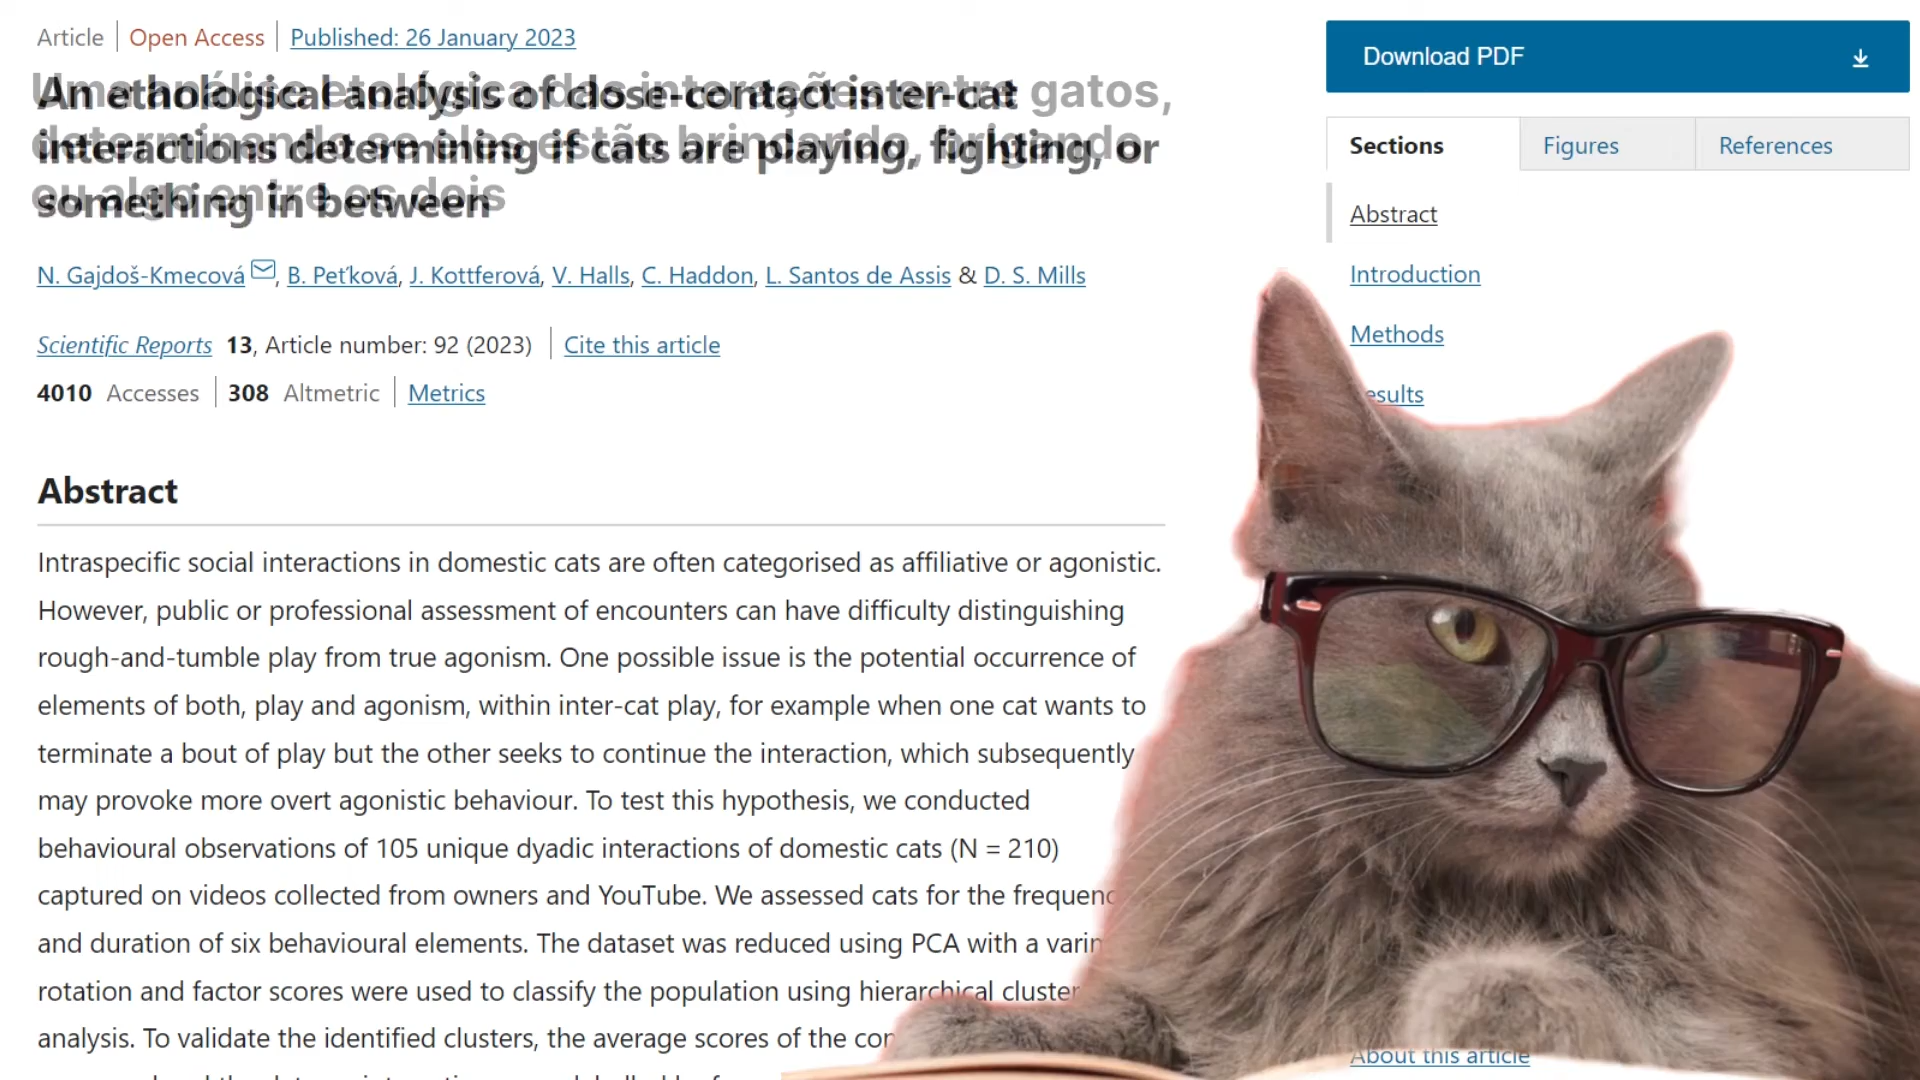 Article Open Access Published: 26 January 2023
An ethological analysis of close-contact inter-cat
interactions determining if cats are playing, fighting, or
something in between
gatos,
ou algo entre os dois
N. Gajdoš-Kmecová, B. Peťková, J. Kottferová, V. Halls, C. Haddon, L. Santos de Assis & D. S. Mills
Scientific Reports 13, Article number: 92 (2023) Cite this article
4010 Accesses 308 Altmetric Metrics
Abstract
Intraspecific social interactions in domestic cats are often categorised as affiliative or agonistic.
However, public or professional assessment of encounters can have difficulty distinguishing
rough-and-tumble play from true agonism. One possible issue is the potential occurrence of
elements of both, play and agonism, within inter-cat play, for example when one cat wants to
terminate a bout of play but the other seeks to continue the interaction, which subsequently
may provoke more overt agonistic behaviour. To test this hypothesis, we conducted
behavioural observations of 105 unique dyadic interactions of domestic cats (N = 210)
captured on videos collected from owners and YouTube. We assessed cats for the frequenc
and duration of six behavioural elements. The dataset was reduced using PCA with a varim
rotation and factor scores were used to classify the population using hierarchical cluster
analysis. To validate the identified clusters, the average scores of the cor
Download PDF
Sections Figures References
Abstract
Introduction
Methods
esults
About this article